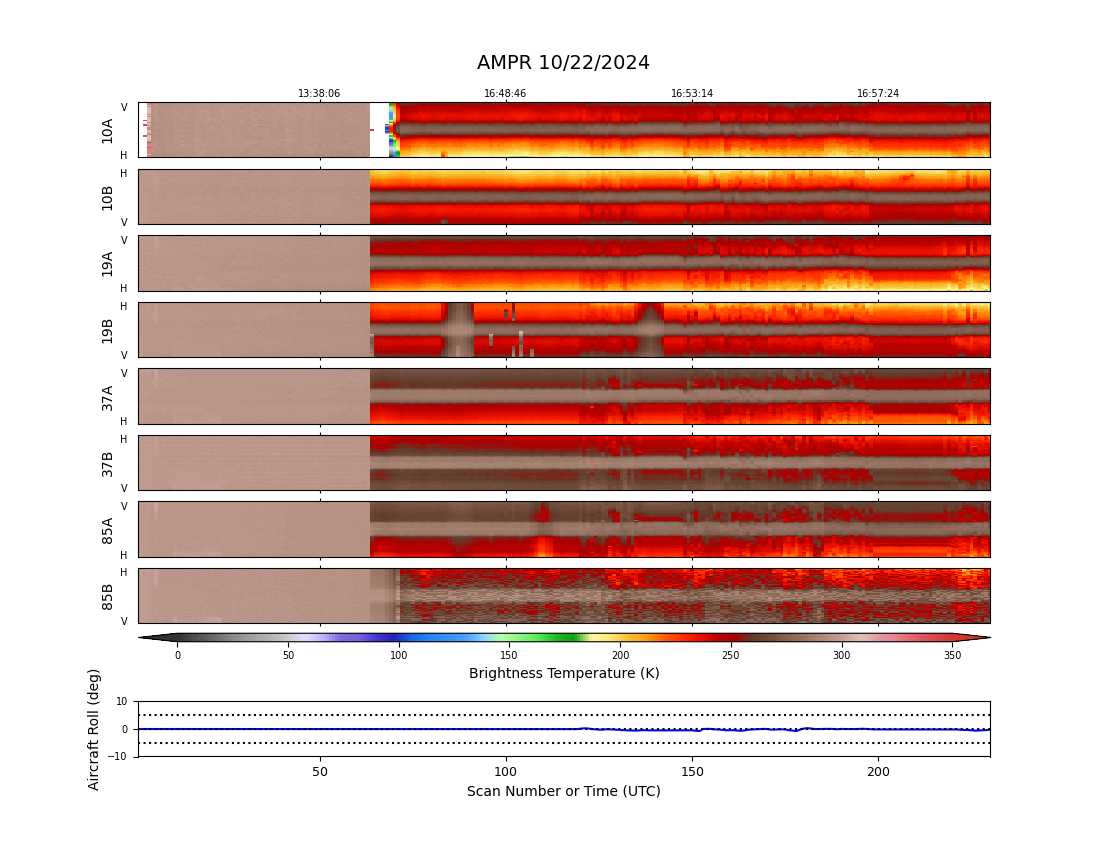 AMPR 10/22/2024
13:38:06 16:48:46 16:53:14 16:57:24
V
10A
H
H
10B
V
V
19A
H
H
19B
V
V
37A
H
H
37B
V
V
85A
H
H
85B
V
0 50 100 150 200 250 300 350
Brightness Temperature (K)
Aircraft Roll (deg)
10
0
−10
50 100 150 200
Scan Number or Time (UTC)